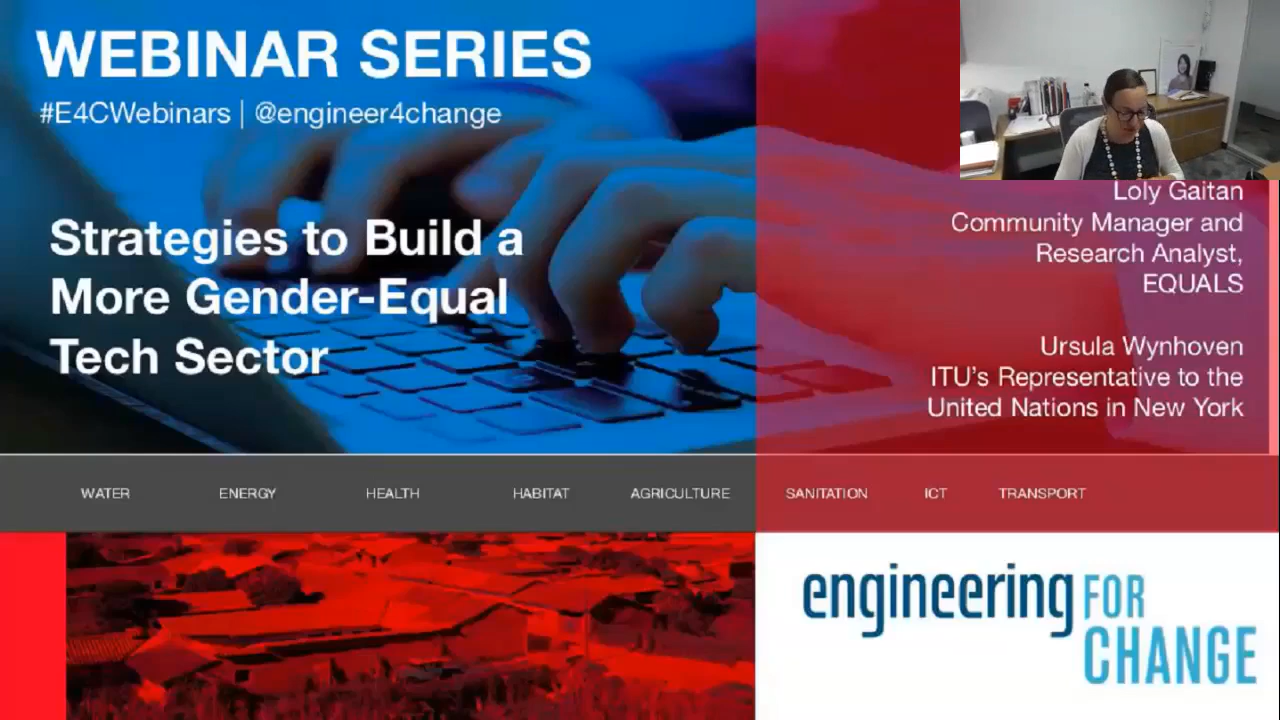 WEBINAR SERIES
#E4CWebinars | @engineer4change
Strategies to Build a
More Gender-Equal
Tech Sector
Loly Gaitan
Community Manager and
Research Analyst,
EQUALS
Ursula Wynhoven
ITU's Representative to the
United Nations in New York
WATER ENERGY HEALTH HABITAT AGRICULTURE SANITATION ICT TRANSPORT
engineering FOR
CHANGE